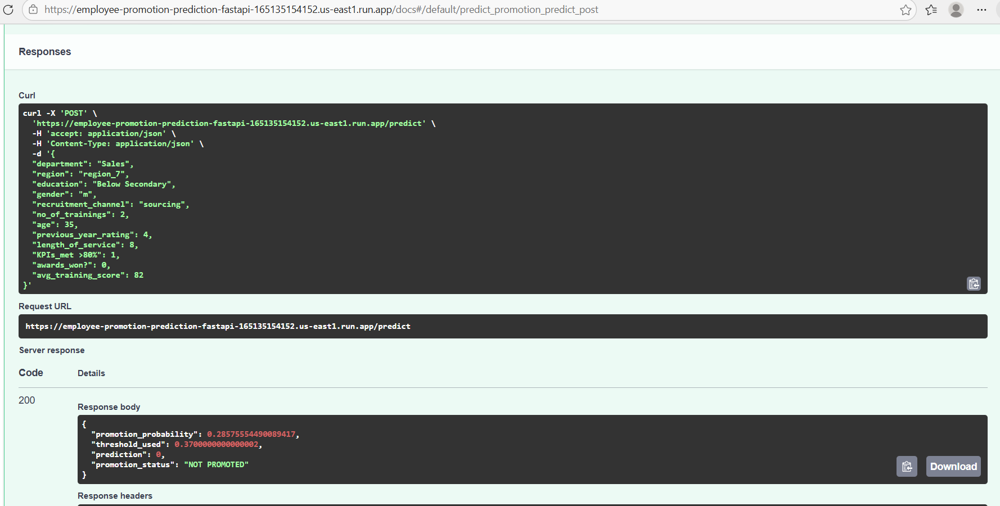 https://employee-promotion-prediction-fastapi-165135154152.us-east1.run.app/docs#/default/predict_promotion_predict_post
Responses
Curl
curl -X 'POST' \
  'https://employee-promotion-prediction-fastapi-165135154152.us-east1.run.app/predict' \
  -H 'accept: application/json' \
  -H 'Content-Type: application/json' \
  -d '{
  "department": "Sales",
  "region": "region_7",
  "education": "Below Secondary",
  "gender": "m",
  "recruitment_channel": "sourcing",
  "no_of_trainings": 2,
  "age": 35,
  "previous_year_rating": 4,
  "length_of_service": 8,
  "KPIs_met >80%": 1,
  "awards_won?": 0,
  "avg_training_score": 82
}'
Request URL
https://employee-promotion-prediction-fastapi-165135154152.us-east1.run.app/predict
Server response
Code Details
200
Response body
{
  "promotion_probability": 0.28575554490089417,
  "threshold_used": 0.3700000000000002,
  "prediction": 0,
  "promotion_status": "NOT PROMOTED"
}
Download
Response headers